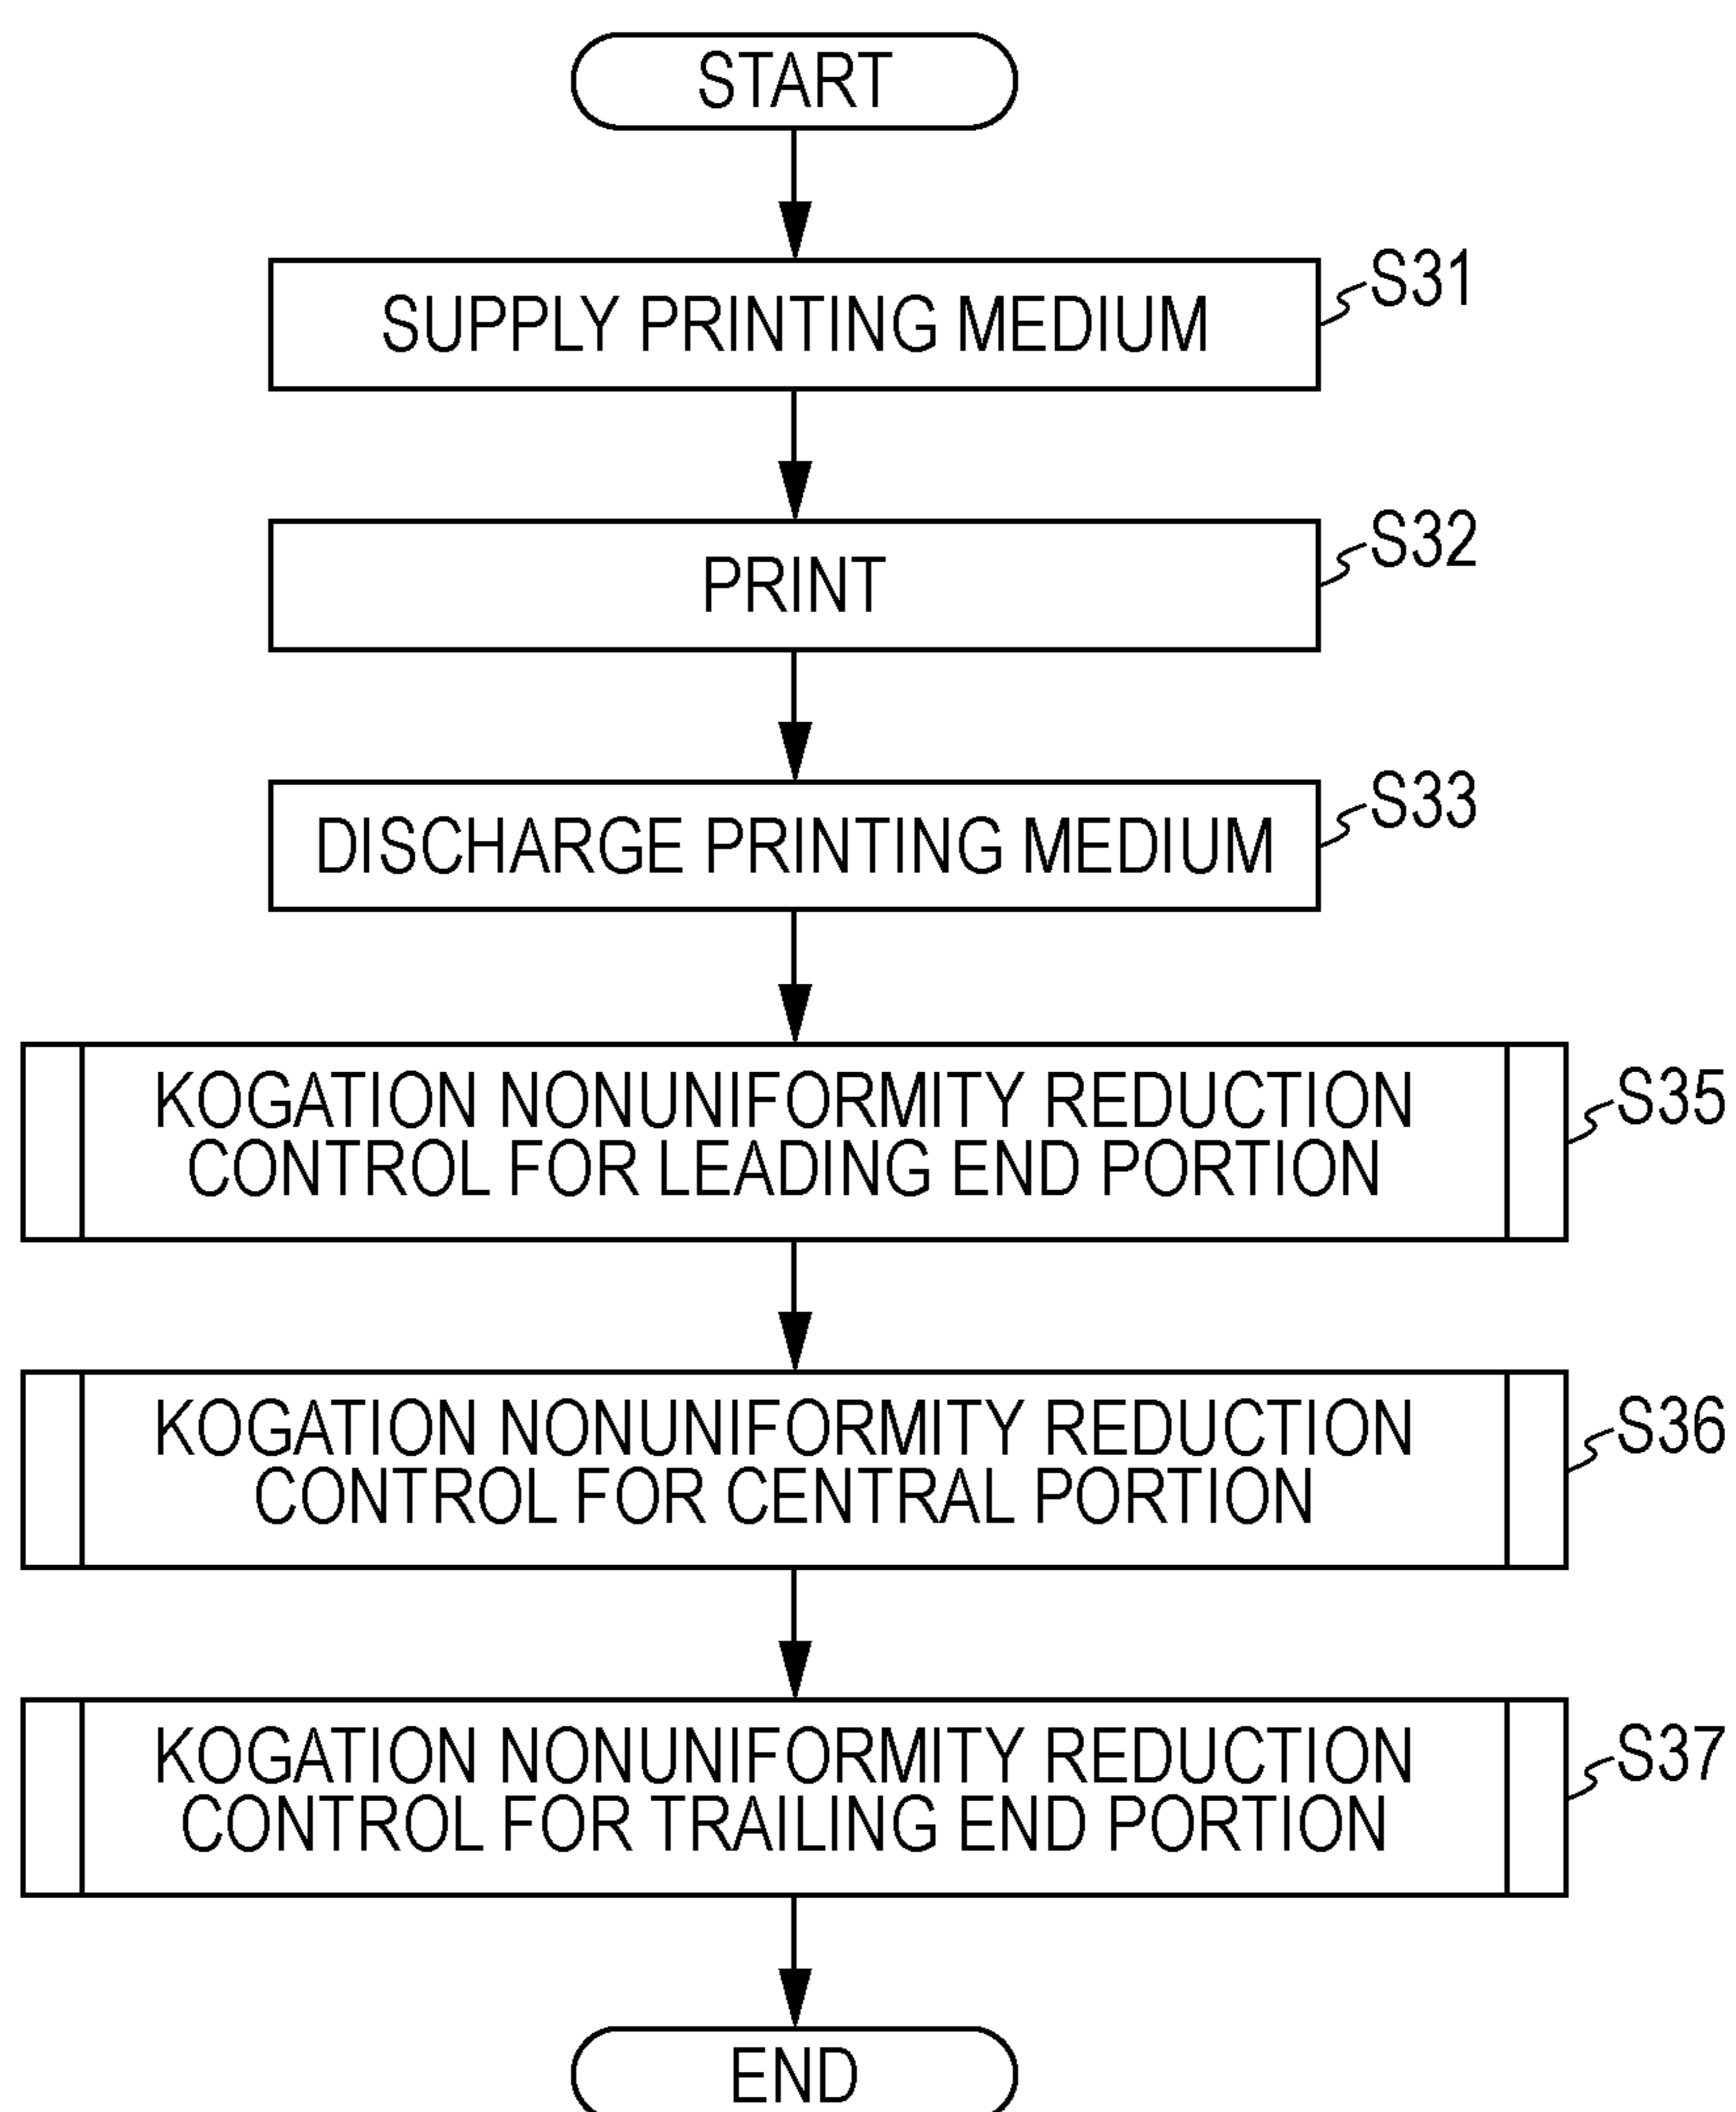 START
SUPPLY PRINTING MEDIUM
S31
PRINT
S32
DISCHARGE PRINTING MEDIUM
S33
KOGATION NONUNIFORMITY REDUCTION
CONTROL FOR LEADING END PORTION
S35
KOGATION NONUNIFORMITY REDUCTION
CONTROL FOR CENTRAL PORTION
S36
KOGATION NONUNIFORMITY REDUCTION
CONTROL FOR TRAILING END PORTION
S37
END